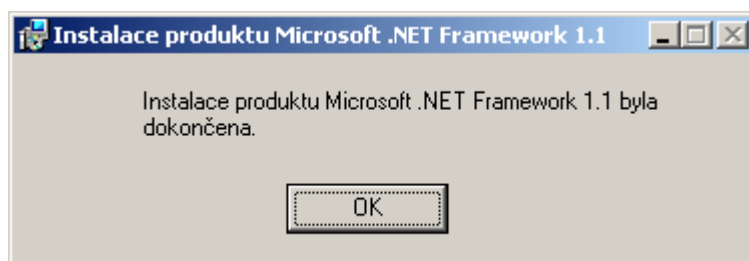 Instalace produktu Microsoft .NET Framework 1.1
Instalace produktu Microsoft .NET Framework 1.1 byla
dokončena.
OK